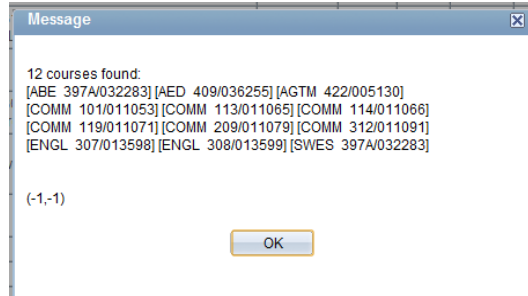 Message
12 courses found:
[ABE 397A/032283] [AED 409/036255] [AGTM 422/005130]
[COMM 101/011053] [COMM 113/011065] [COMM 114/011066]
[COMM 119/011071] [COMM 209/011079] [COMM 312/011091]
[ENGL 307/013598] [ENGL 308/013599] [SWES 397A/032283]
(-1,-1)
OK